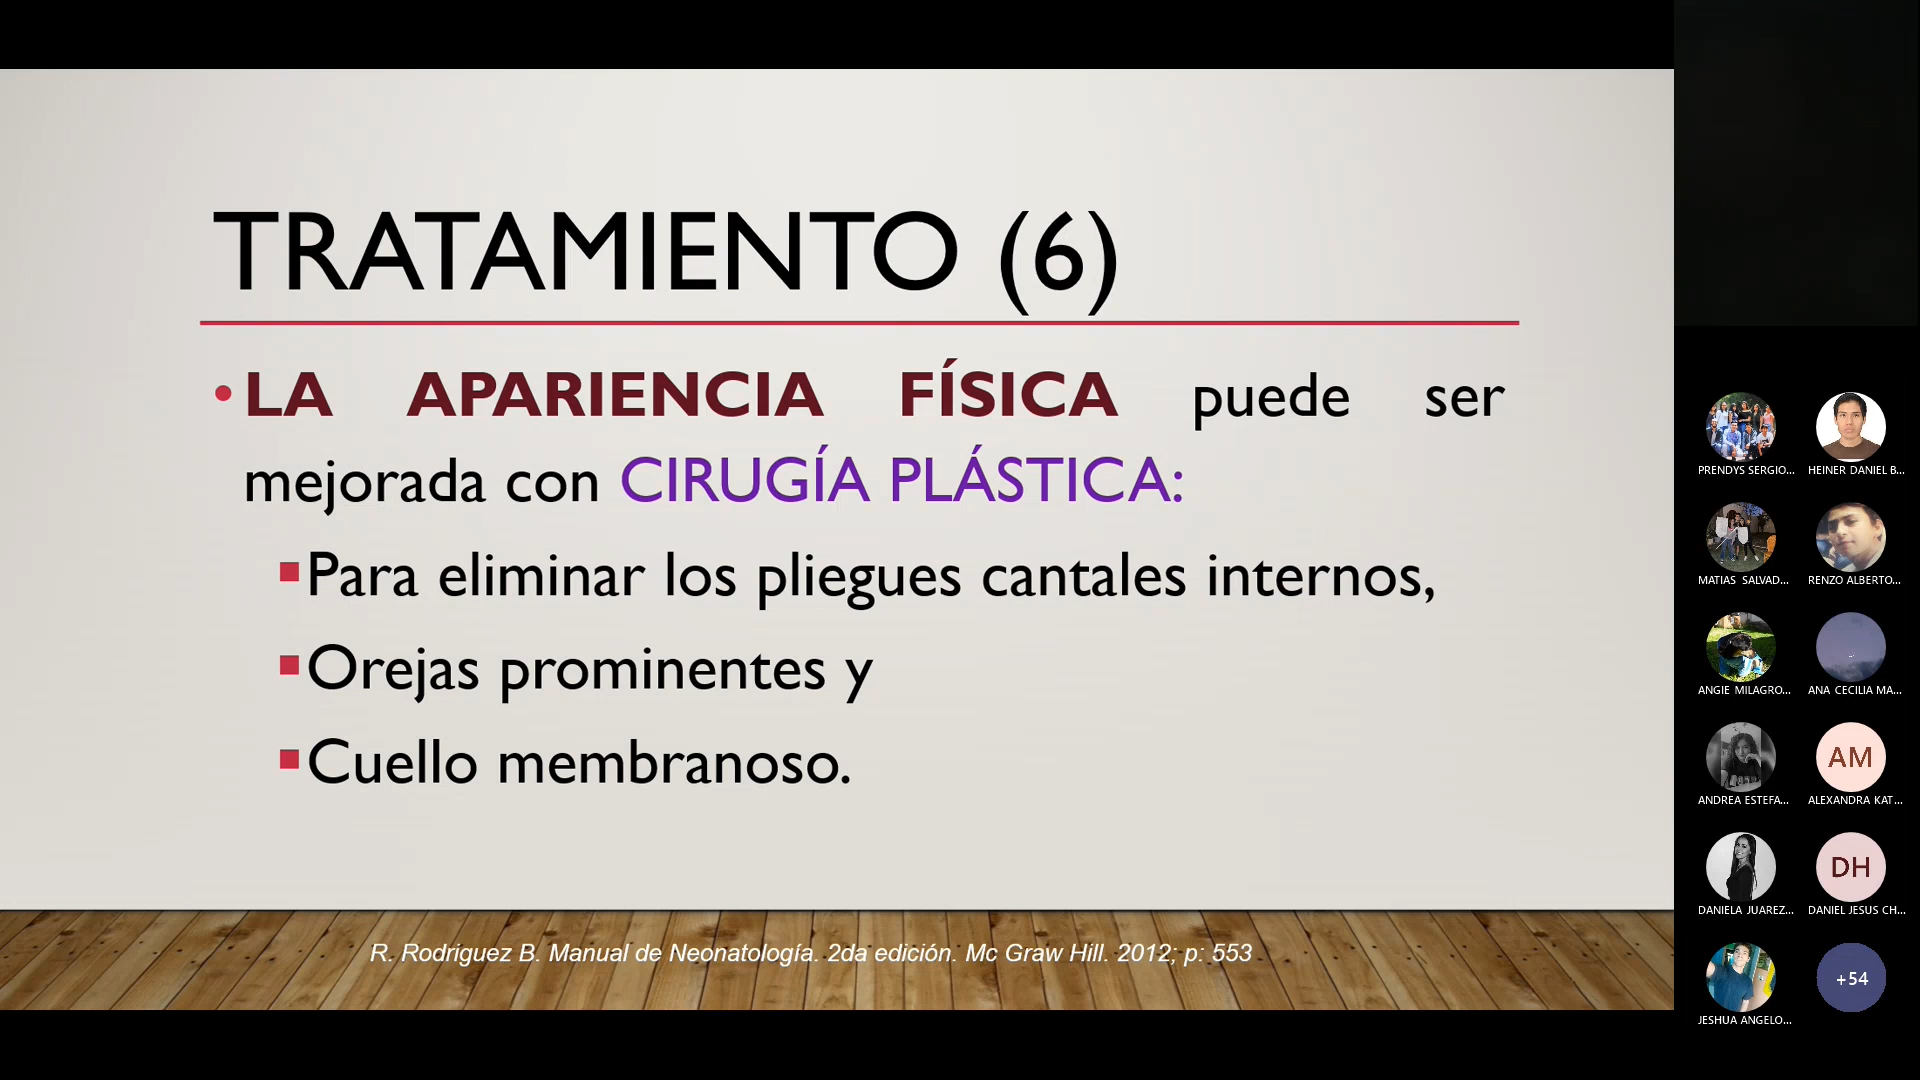 TRATAMIENTO (6)
• LA APARIENCIA FÍSICA puede ser
mejorada con CIRUGÍA PLÁSTICA:
▪Para eliminar los pliegues cantales internos,
▪Orejas prominentes y
▪Cuello membranoso.
R. Rodriguez B. Manual de Neonatología. 2da edición. Mc Graw Hill. 2012; p: 553
PRENDYS SERGIO...
HEINER DANIEL B...
MATIAS SALVAD...
RENZO ALBERTO...
ANGIE MILAGRO...
ANA CECILIA MA...
ANDREA ESTEFA...
AM
ALEXANDRA KAT...
DANIELA JUAREZ...
DH
DANIEL JESUS CH...
JESHUA ANGELO...
+54